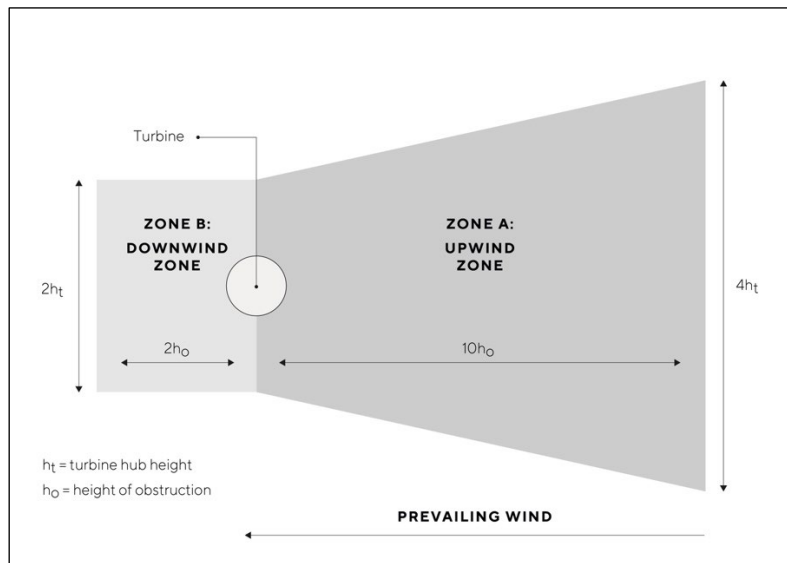 Turbine
ZONE B:
DOWNWIND
ZONE
ZONE A:
UPWIND
ZONE
2hₜ
4hₜ
2hₒ
10hₒ
hₜ = turbine hub height
hₒ = height of obstruction
PREVAILING WIND